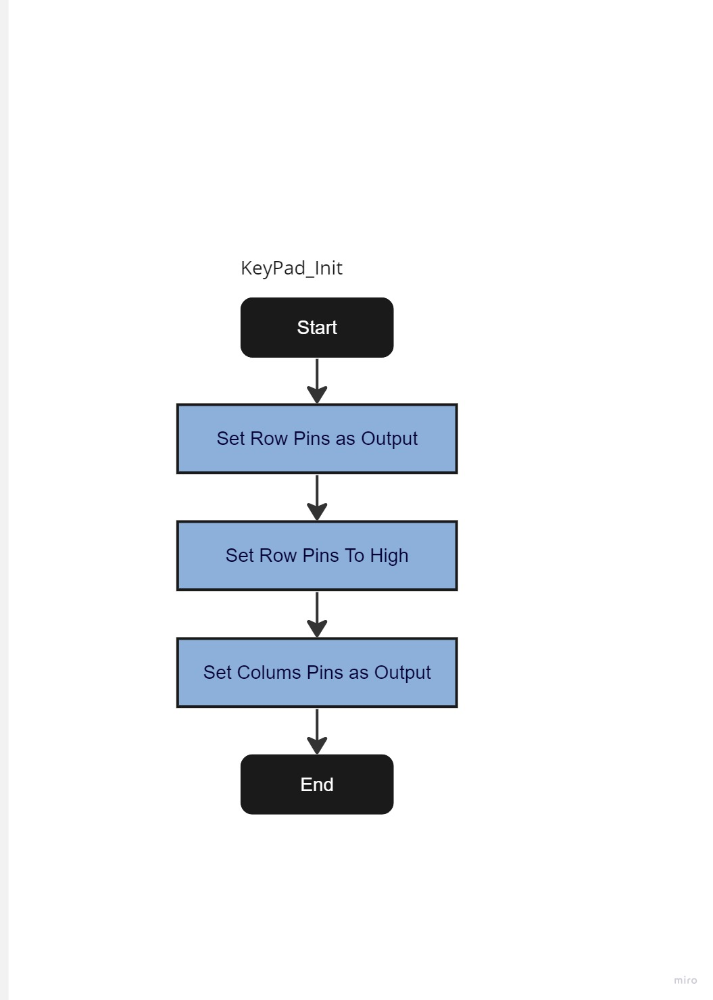 KeyPad_Init
Start
Set Row Pins as Output
Set Row Pins To High
Set Colums Pins as Output
End
miro